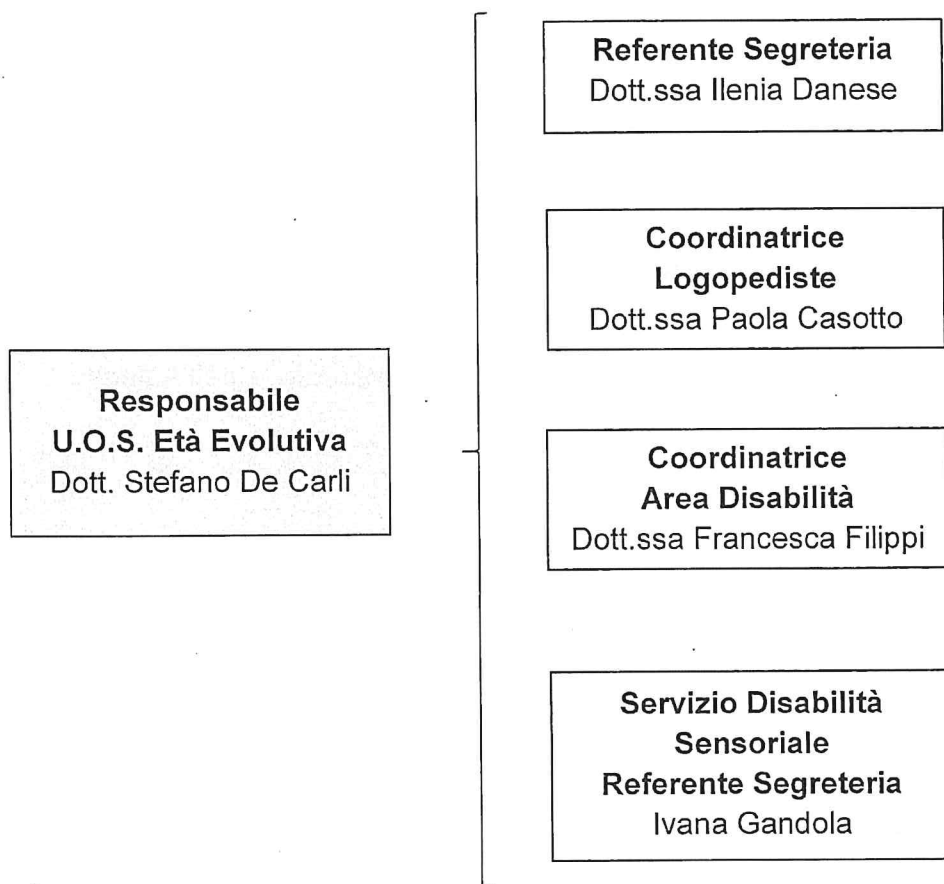 Responsabile
U.O.S. Età Evolutiva
Dott. Stefano De Carli
Referente Segreteria
Dott.ssa Ilenia Danese
Coordinatrice
Logopediste
Dott.ssa Paola Casotto
Coordinatrice
Area Disabilità
Dott.ssa Francesca Filippi
Servizio Disabilità
Sensoriale
Referente Segreteria
Ivana Gandola